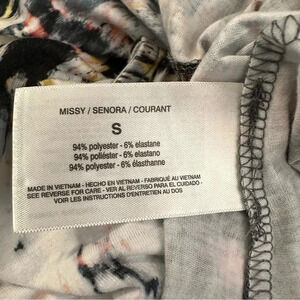 MISSY / SENORA / COURANT
S
94% polyester - 6% elastane
94% poliéster - 6% elastano
94% polyester - 6% élasthanne
MADE IN VIETNAM - HECHO EN VIETNAM - FABRIQUÉ AU VIETNAM
SEE REVERSE FOR CARE - VER AL REVERSO PARA EL CUIDADO -
VOIR LES INSTRUCTIONS D'ENTRETIEN AU DOS